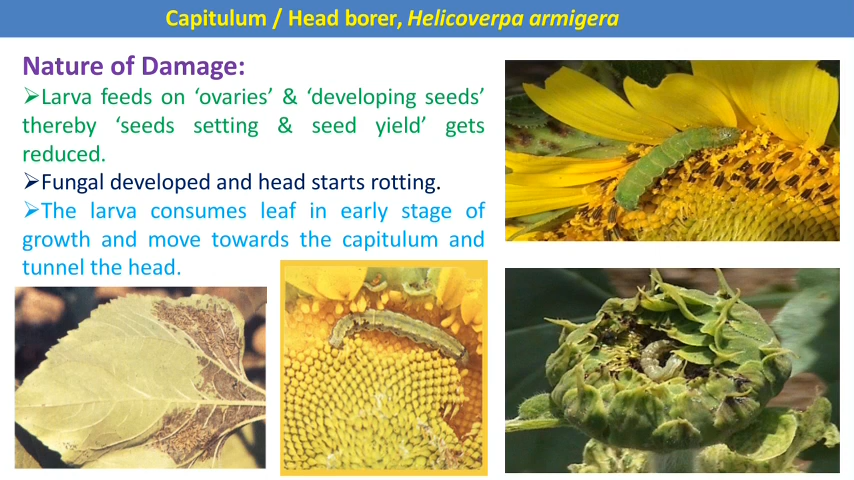 Capitulum / Head borer, Helicoverpa armigera
Nature of Damage:
➢Larva feeds on ‘ovaries’ & ‘developing seeds’
thereby ‘seeds setting & seed yield’ gets
reduced.
➢Fungal developed and head starts rotting.
➢The larva consumes leaf in early stage of
growth and move towards the capitulum and
tunnel the head.